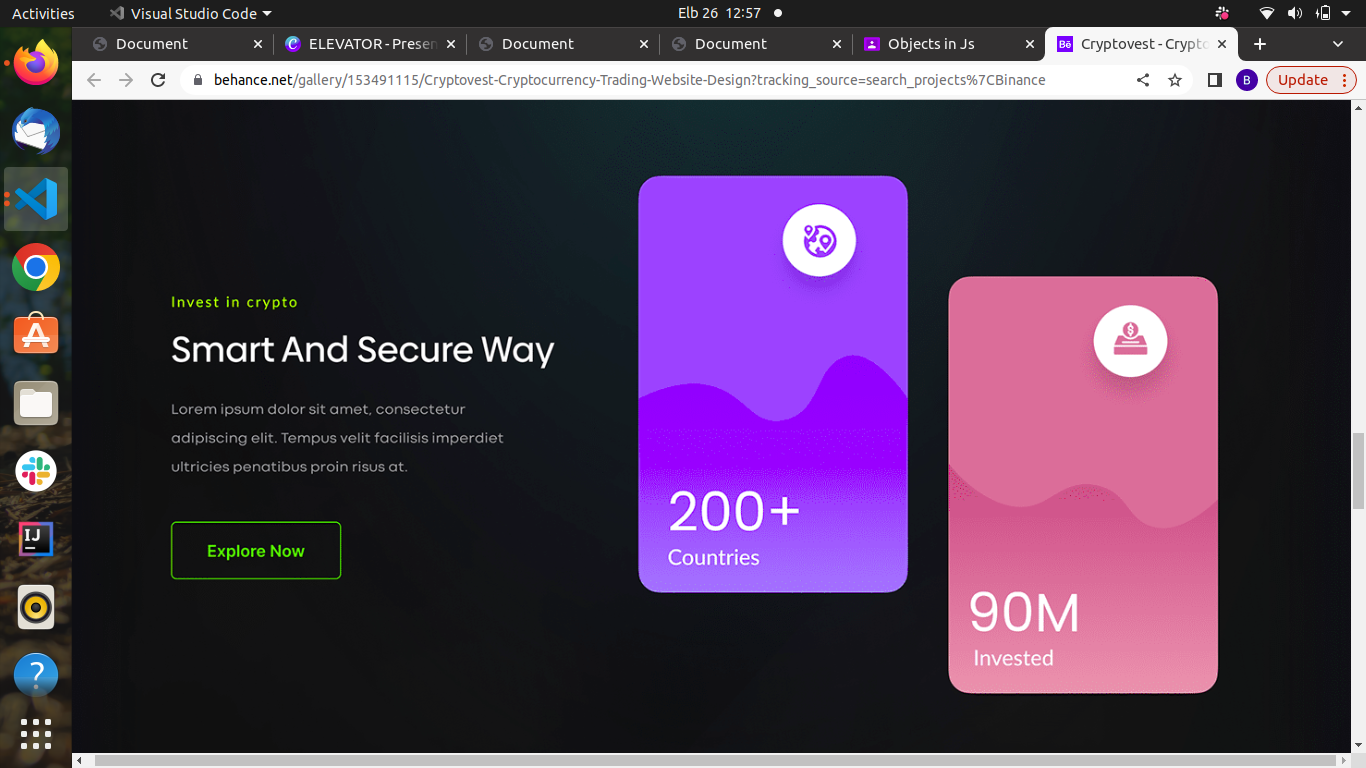 Activities
Visual Studio Code
Elb 26 12:57
Document
ELEVATOR - Presen
Document
Document
Objects in Js
Bē
Cryptovest - Crypto
behance.net/gallery/153491115/Cryptovest-Cryptocurrency-Trading-Website-Design?tracking_source=search_projects%7CBinance
B
Update
Invest in crypto
Smart And Secure Way
Lorem ipsum dolor sit amet, consectetur
adipiscing elit. Tempus velit facilisis imperdiet
ultricies penatibus proin risus at.
Explore Now
200+
Countries
90M
Invested
IJ
?